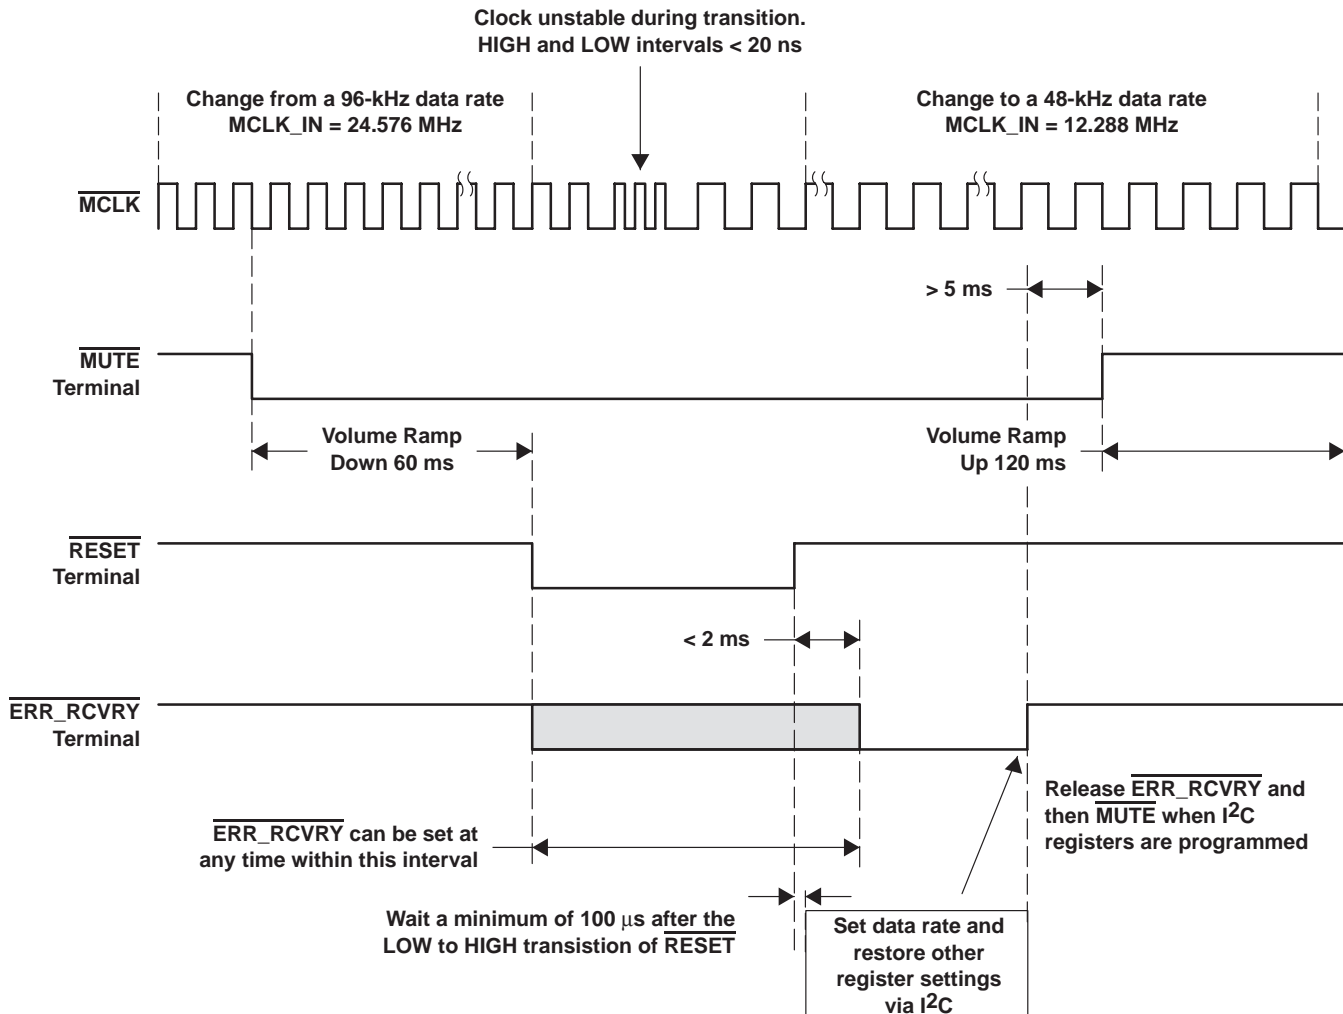 Clock unstable during transition.
HIGH and LOW intervals < 20 ns
Change from a 96-kHz data rate
MCLK_IN = 24.576 MHz
Change to a 48-kHz data rate
MCLK_IN = 12.288 MHz
MCLK
> 5 ms
MUTE
Terminal
Volume Ramp
Down 60 ms
Volume Ramp
Up 120 ms
RESET
Terminal
< 2 ms
ERR_RCVRY
Terminal
ERR_RCVRY can be set at
any time within this interval
Release ERR_RCVRY and
then MUTE when I2C
registers are programmed
Wait a minimum of 100 μs after the
LOW to HIGH transistion of RESET
Set data rate and
restore other
register settings
via I2C